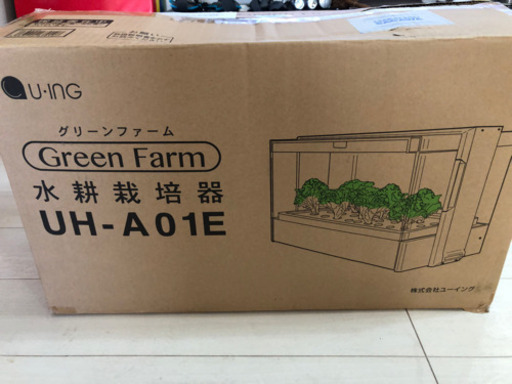 U-ING
グリーンファーム
Green Farm
水耕栽培器
UH-A01E
株式会社ユーイング